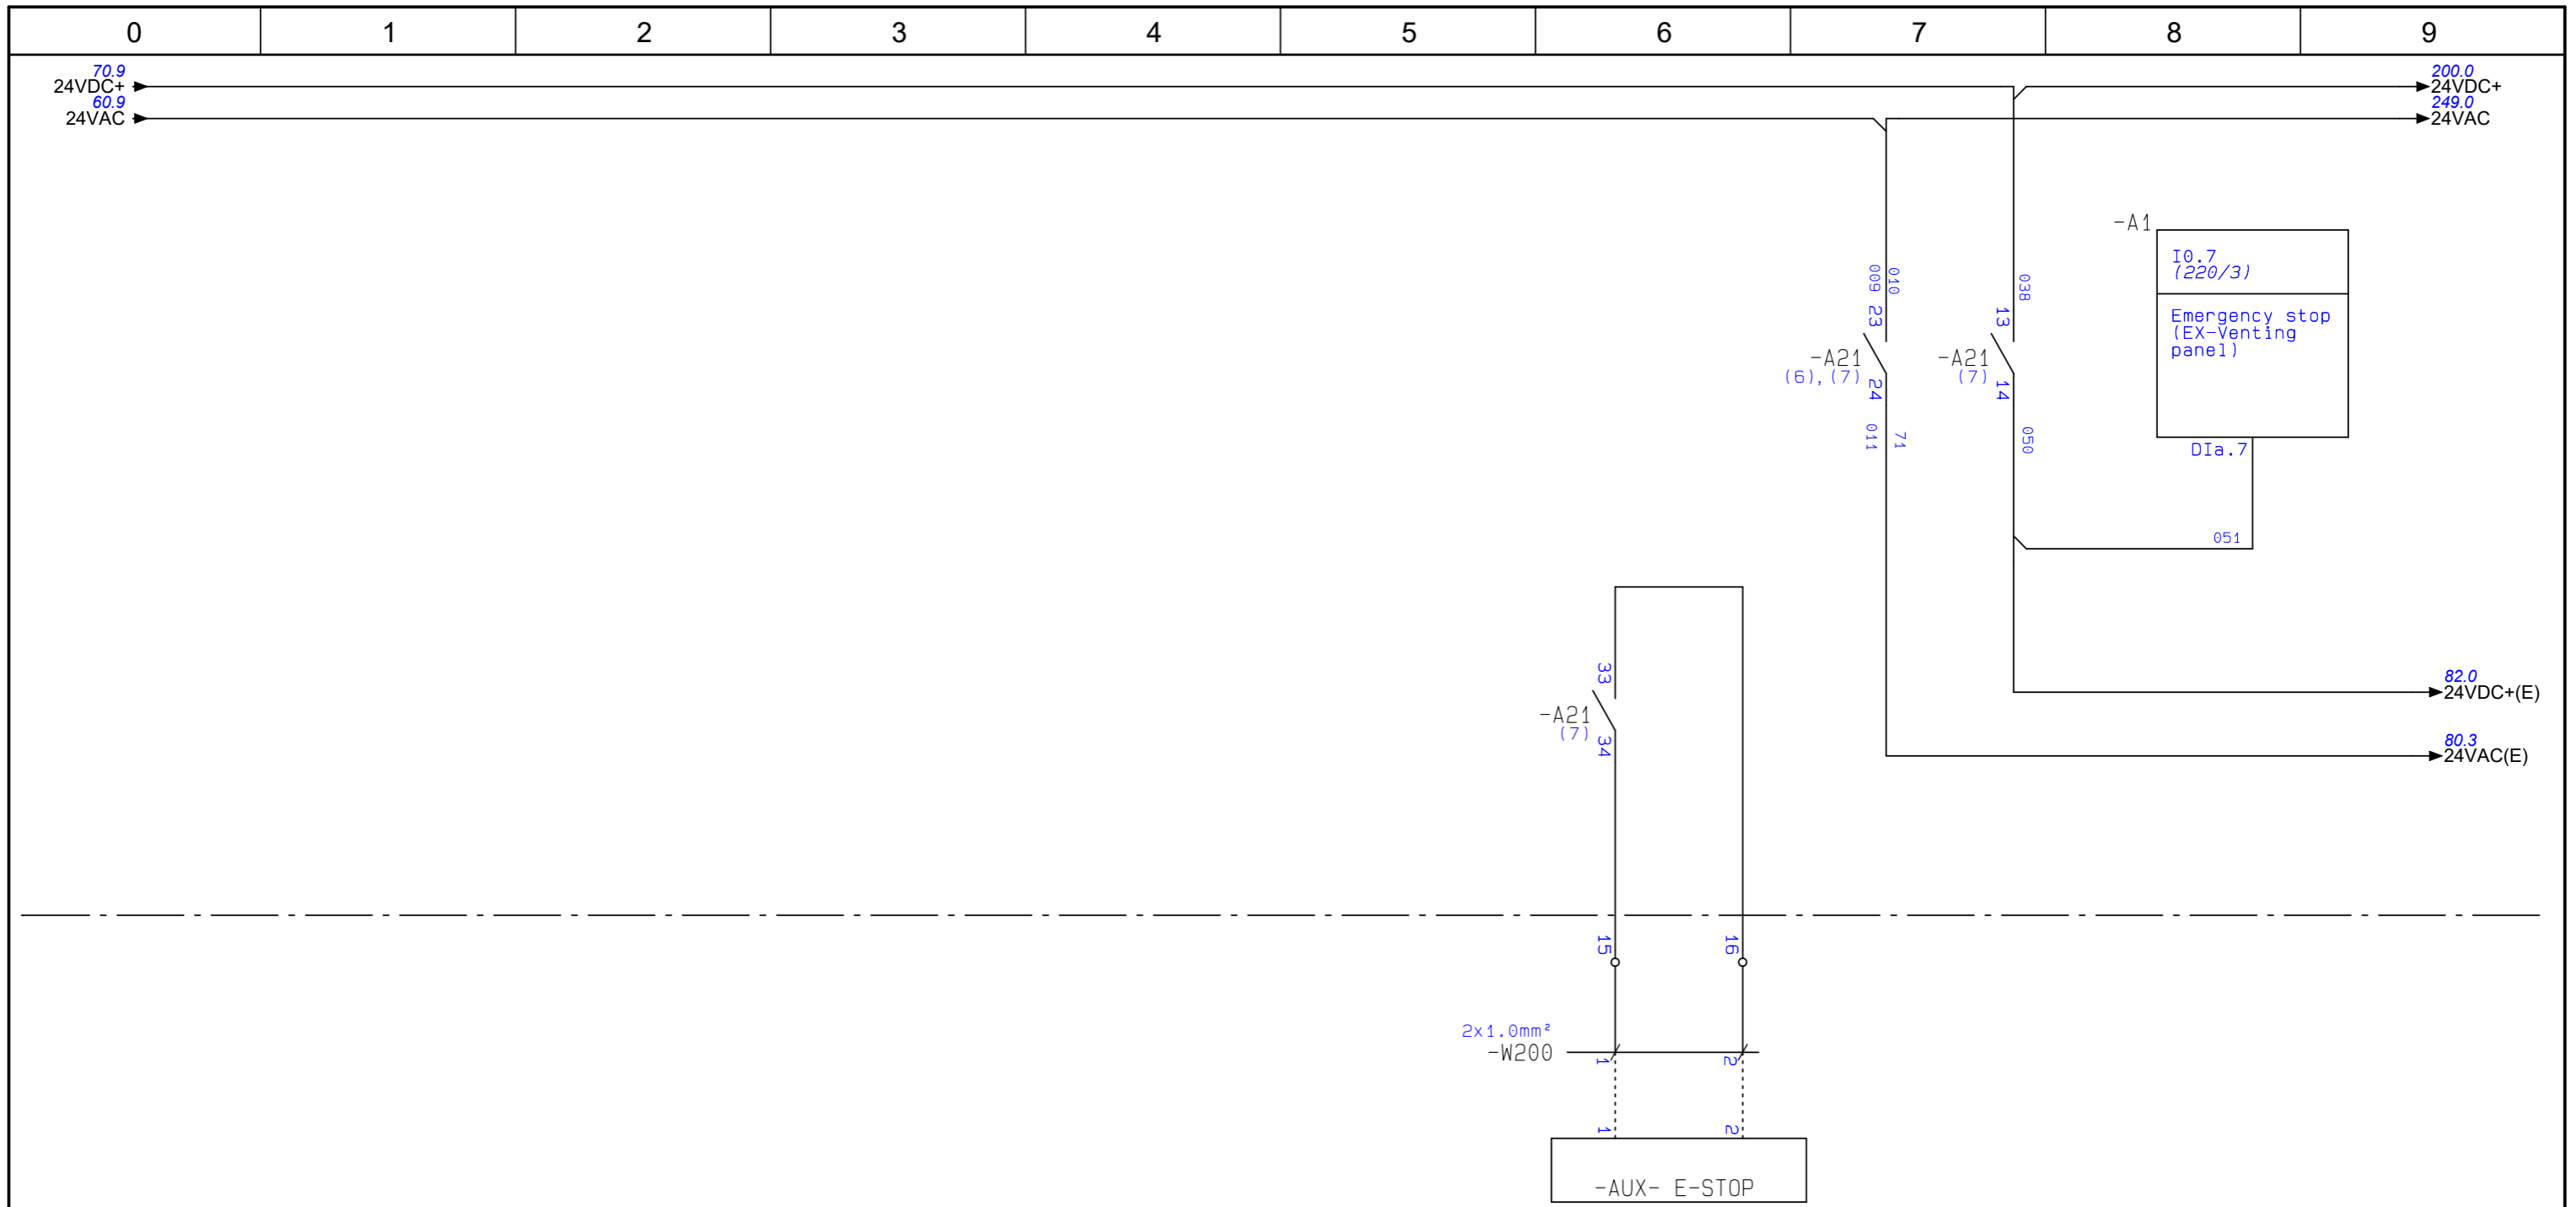 0 1 2 3 4 5 6 7 8 9
70.9
24VDC+
60.9
24VAC
200.0
24VDC+
249.0
24VAC
-A1
I0.7
(220/3)
Emergency stop
(EX-Venting
panel)
DIa.7
009 010
23
-A21
(6),(7)
24
011 71
038
13
-A21
(7)
14
050
051
33
-A21
(7)
34
82.0
24VDC+(E)
80.3
24VAC(E)
15 16
2x1.0mm²
-W200
1 2
1 2
-AUX- E-STOP